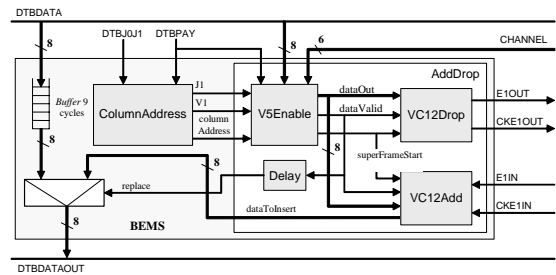 DTBDATA
DTBJ0J1
DTBPAY
8
8
6
CHANNEL
AddDrop
J1
V1
column
Address
ColumnAddress
V5Enable
dataOut
dataValid
VC12Drop
E1OUT
CKE1OUT
Buffer 9
cycles
8
8
superFrameStart
8
Delay
replace
VC12Add
E1IN
CKE1IN
dataToInsert
8
BEMS
DTBDATAOUT